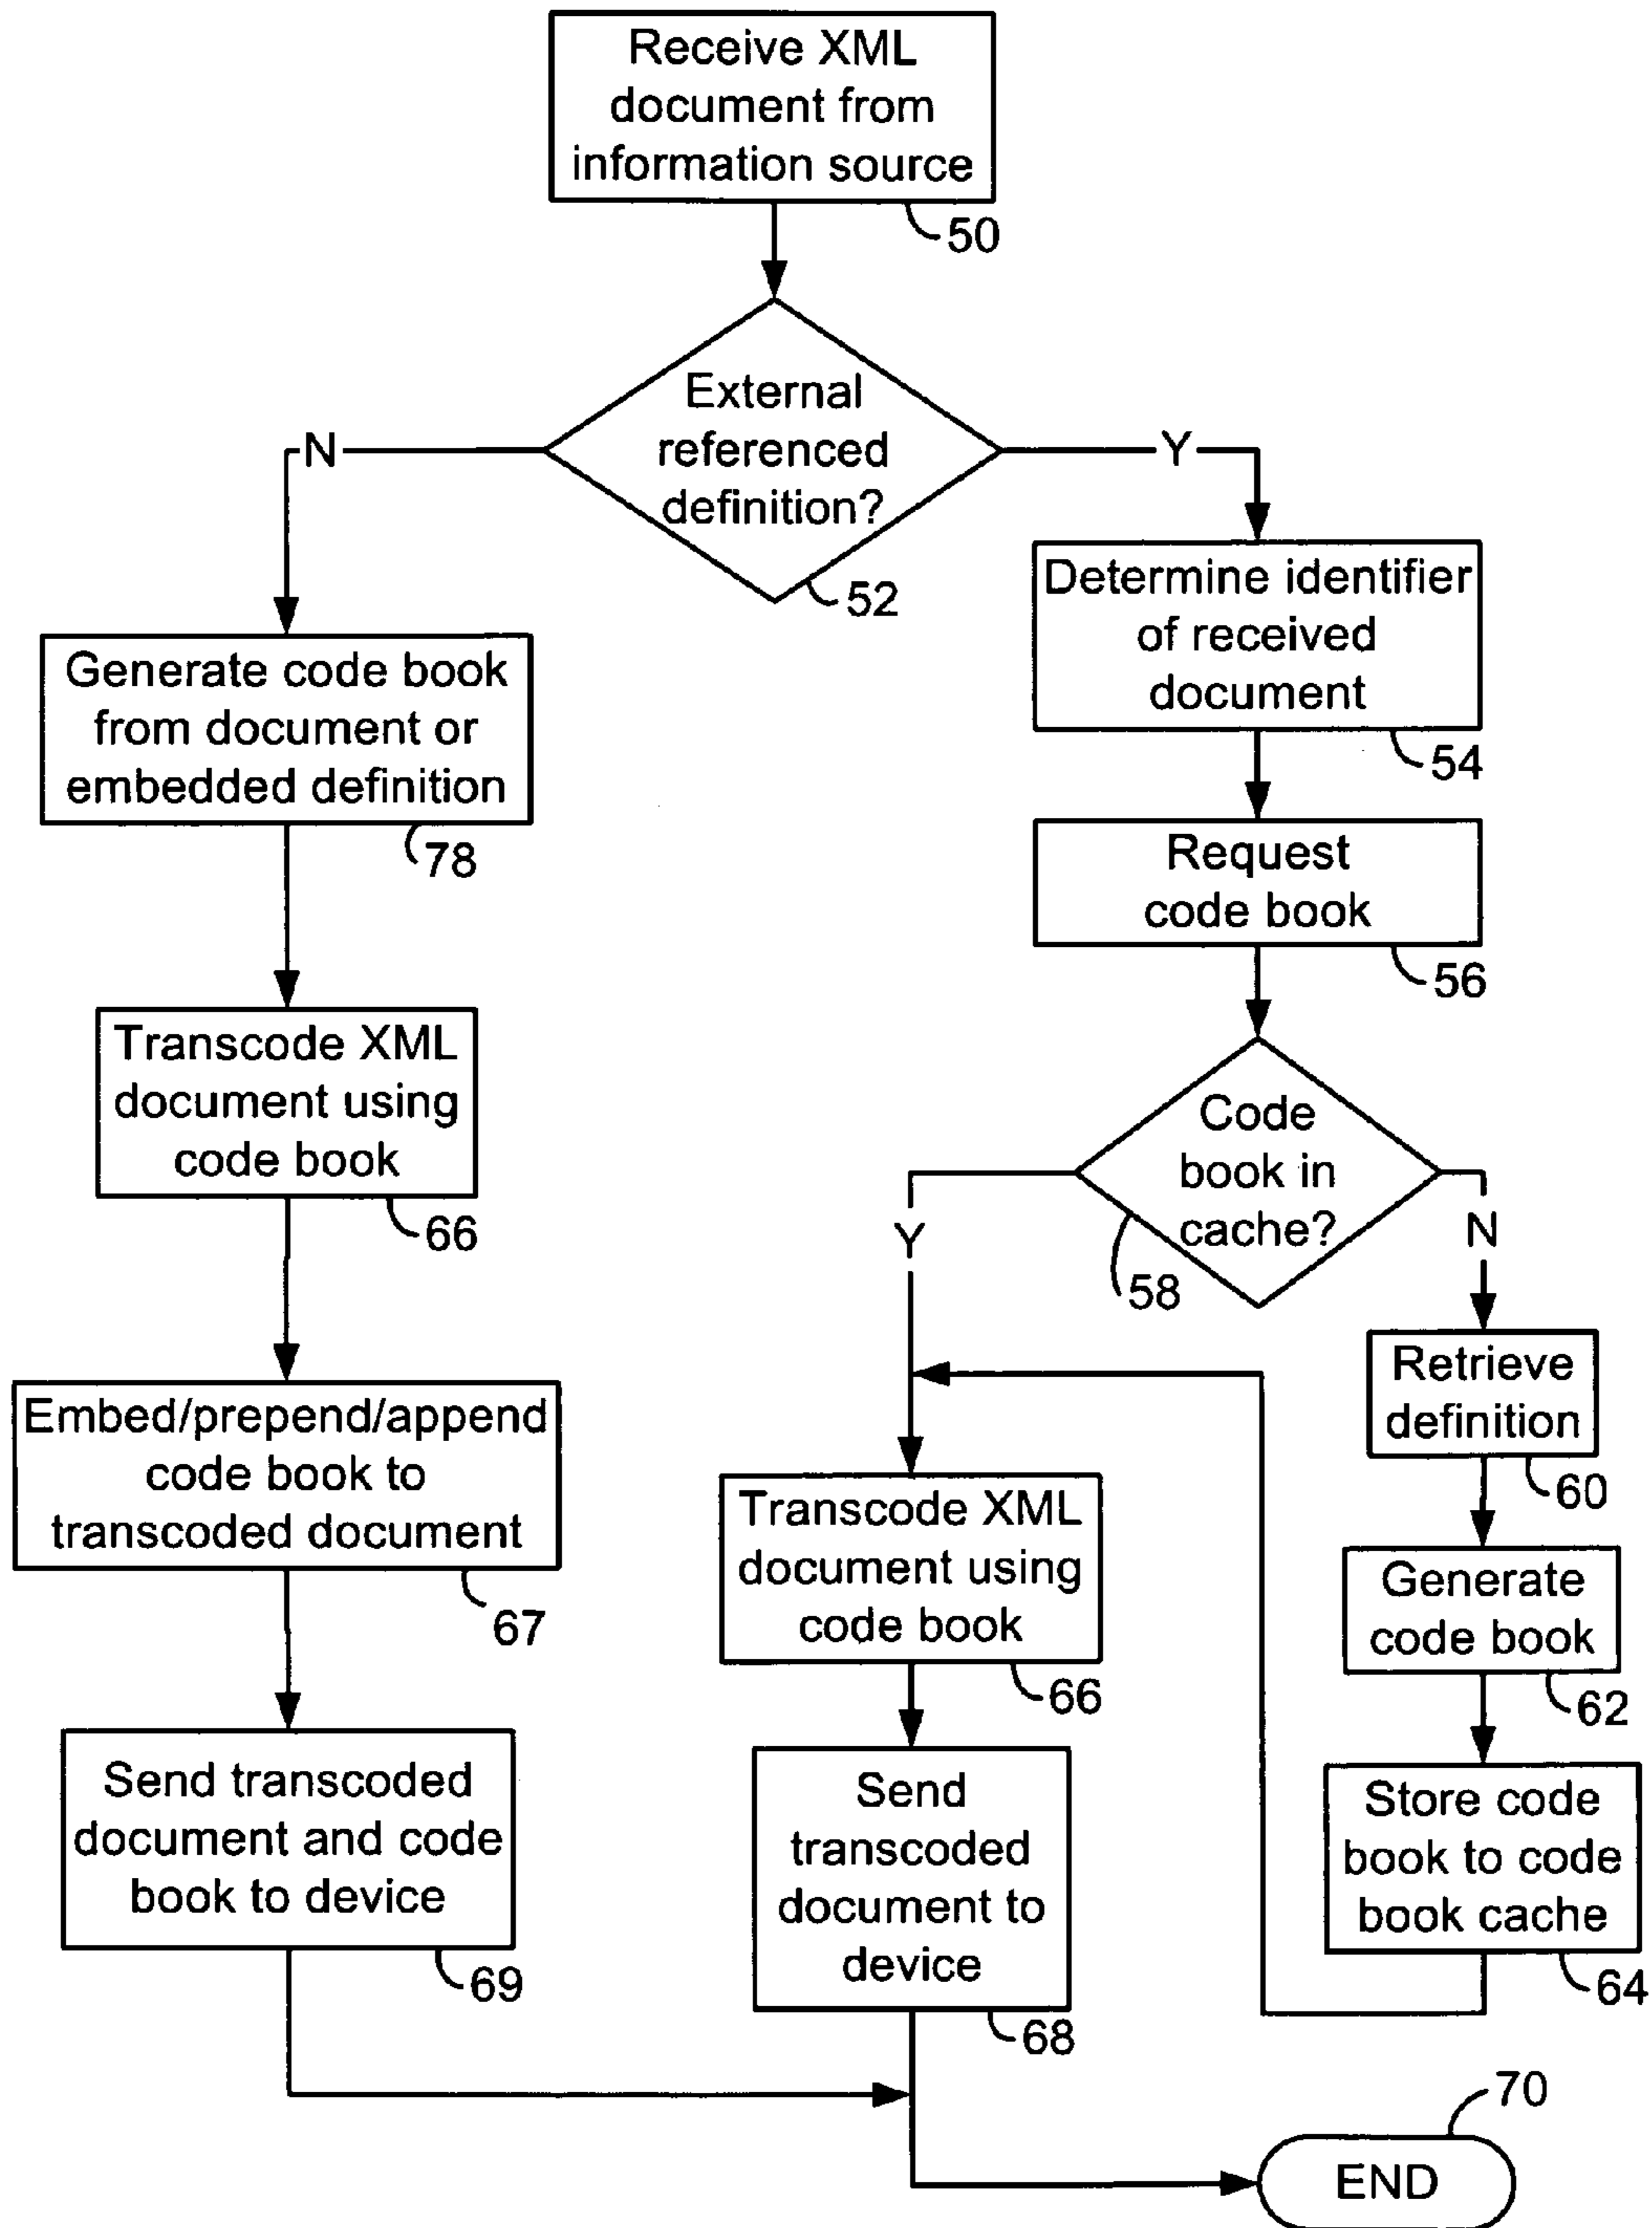 Receive XML
document from
information source
50
External
referenced
definition?
52
N
Y
Generate code book
from document or
embedded definition
78
Determine identifier
of received
document
54
Request
code book
56
Transcode XML
document using
code book
66
Code
book in
cache?
58
Y
N
Retrieve
definition
60
Embed/prepend/append
code book to
transcoded document
67
Transcode XML
document using
code book
66
Generate
code book
62
Send transcoded
document and code
book to device
69
Send
transcoded
document to
device
68
Store code
book to code
book cache
64
70
END